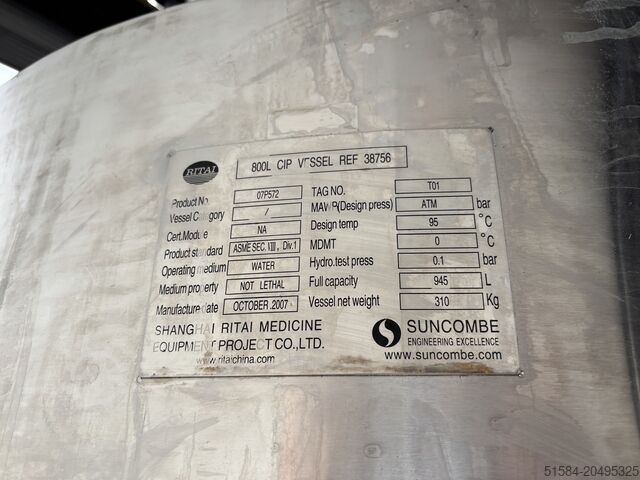 RITAI
800L CIP VESSEL REF 38756
Product No. 07P572
Vessel Category /
Cert.Module NA
Product standard ASME SEC.VIII, Div.1
Operating medium WATER
Medium property NOT LETHAL
Manufacture date OCTOBER.2007
TAG NO. T01
MAWP(Design press) ATM bar
Design temp 95 °C
MDMT 0 °C
Hydro.test press 0.1 bar
Full capacity 945 L
Vessel net weight 310 Kg
SHANGHAI RITAI MEDICINE
EQUIPMENT PROJECT CO.,LTD.
www.ritaichina.com
SUNCOMBE
ENGINEERING EXCELLENCE
www.suncombe.com
51584-20495325